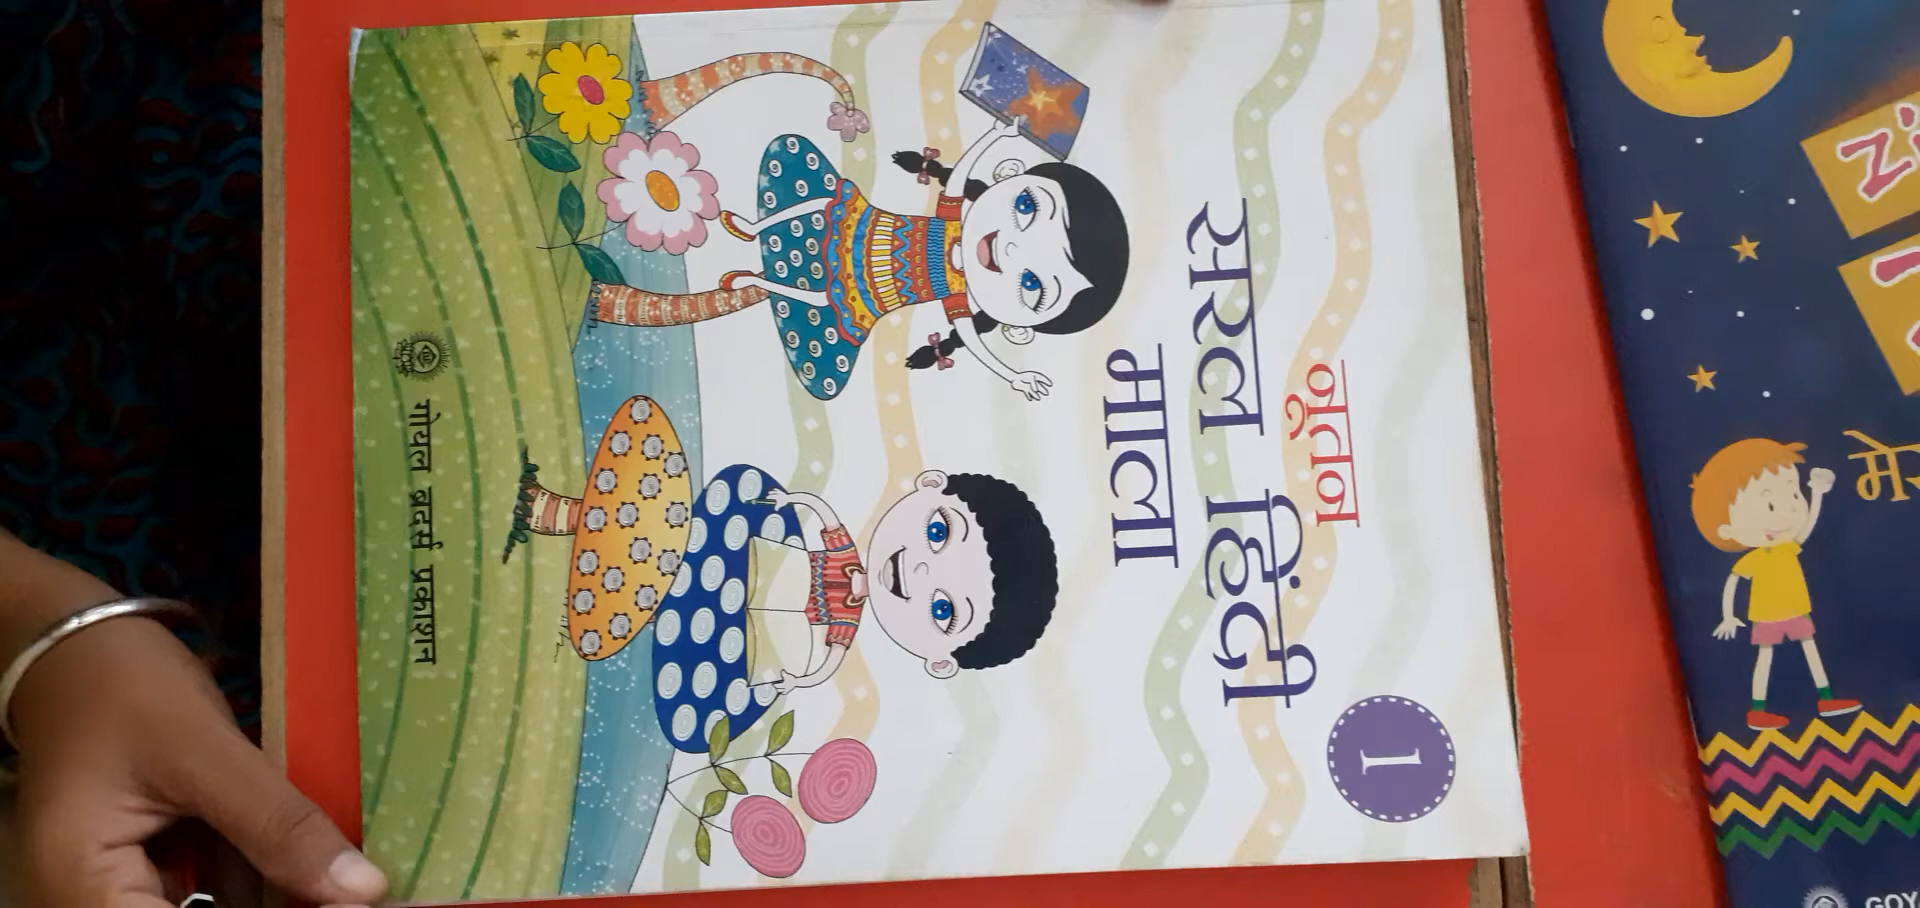 नूतन
सरल हिंदी
माला
1
गोयल ब्रदर्स प्रकाशन